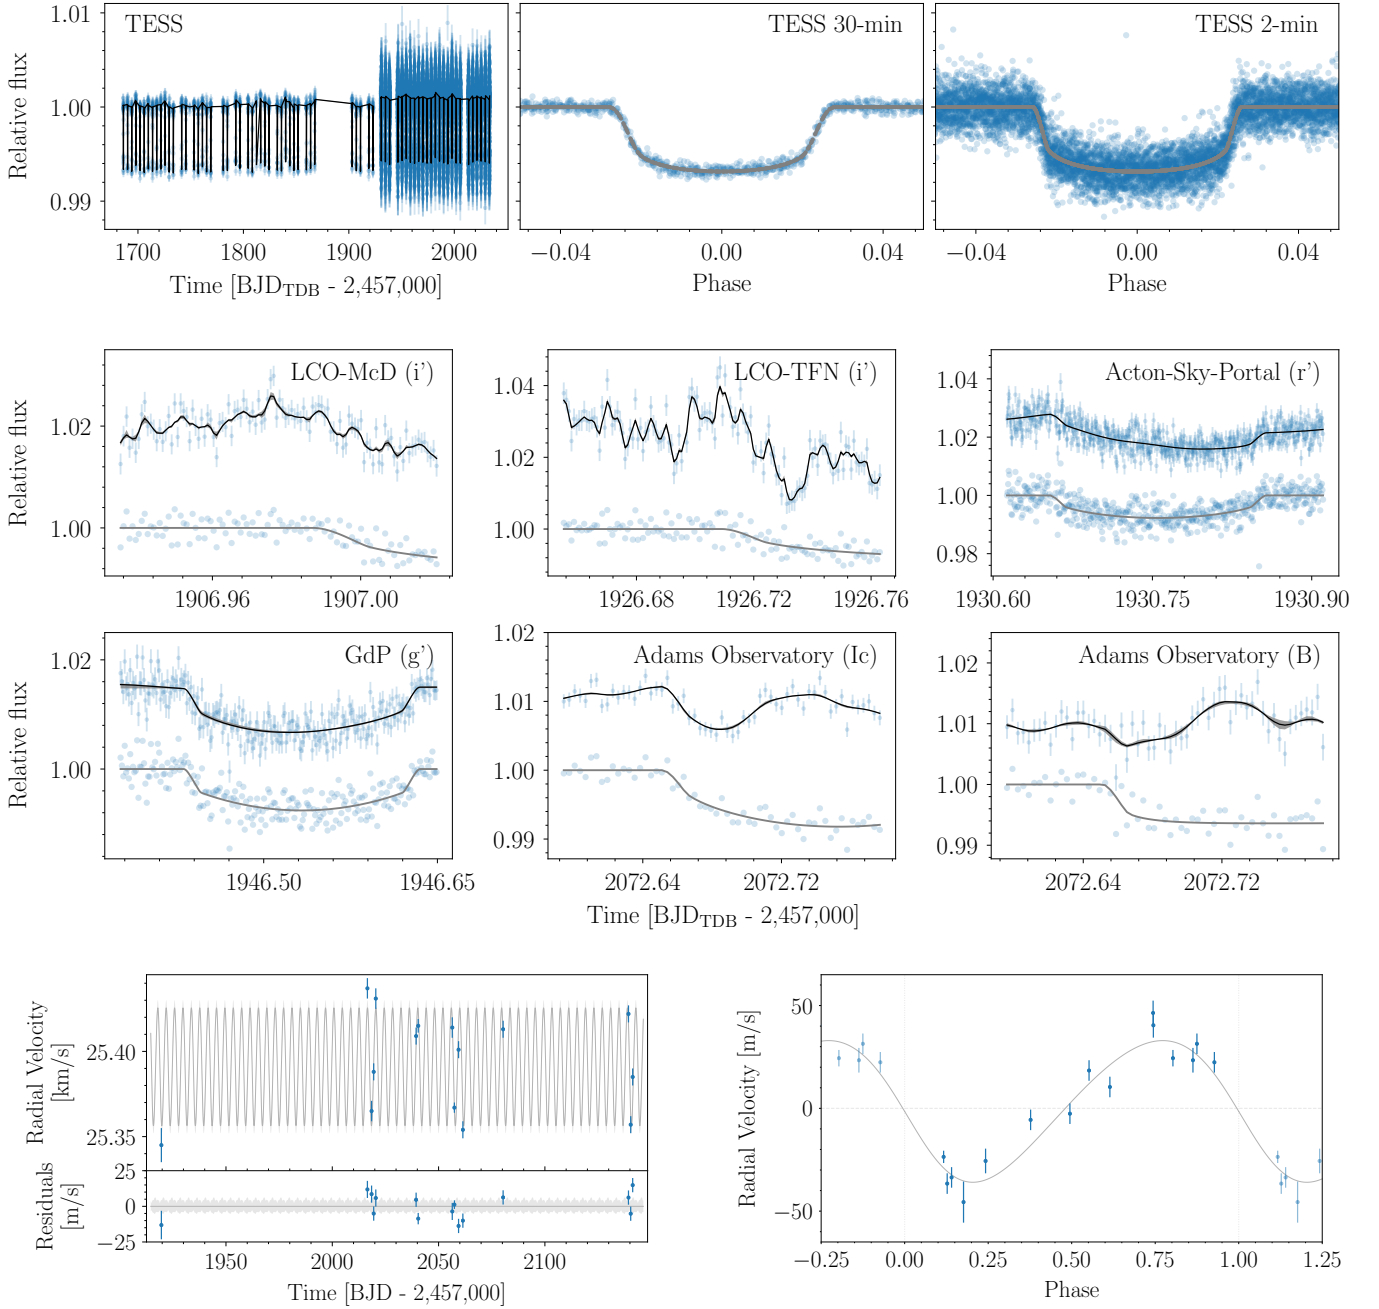 TESS
TESS 30-min
TESS 2-min
Relative flux
1.01
1.00
0.99
1700
1800
1900
2000
−0.04
0.00
0.04
−0.04
0.00
0.04
Time [BJDTDB - 2,457,000]
Phase
Phase
LCO-McD (i')
LCO-TFN (i')
Acton-Sky-Portal (r')
Relative flux
1.02
1.00
1.04
1.02
1.00
1.04
1.02
1.00
0.98
1906.96
1907.00
1926.68
1926.72
1926.76
1930.60
1930.75
1930.90
GdP (g')
Adams Observatory (Ic)
Adams Observatory (B)
Relative flux
1.02
1.00
1.02
1.01
1.00
0.99
1.02
1.01
1.00
0.99
1946.50
1946.65
2072.64
2072.72
2072.64
2072.72
Time [BJDTDB - 2,457,000]
Radial Velocity
[km/s]
25.40
25.35
Residuals
[m/s]
25
0
−25
1950
2000
2050
2100
Time [BJD - 2,457,000]
Radial Velocity [m/s]
50
0
−50
−0.25
0.00
0.25
0.50
0.75
1.00
1.25
Phase